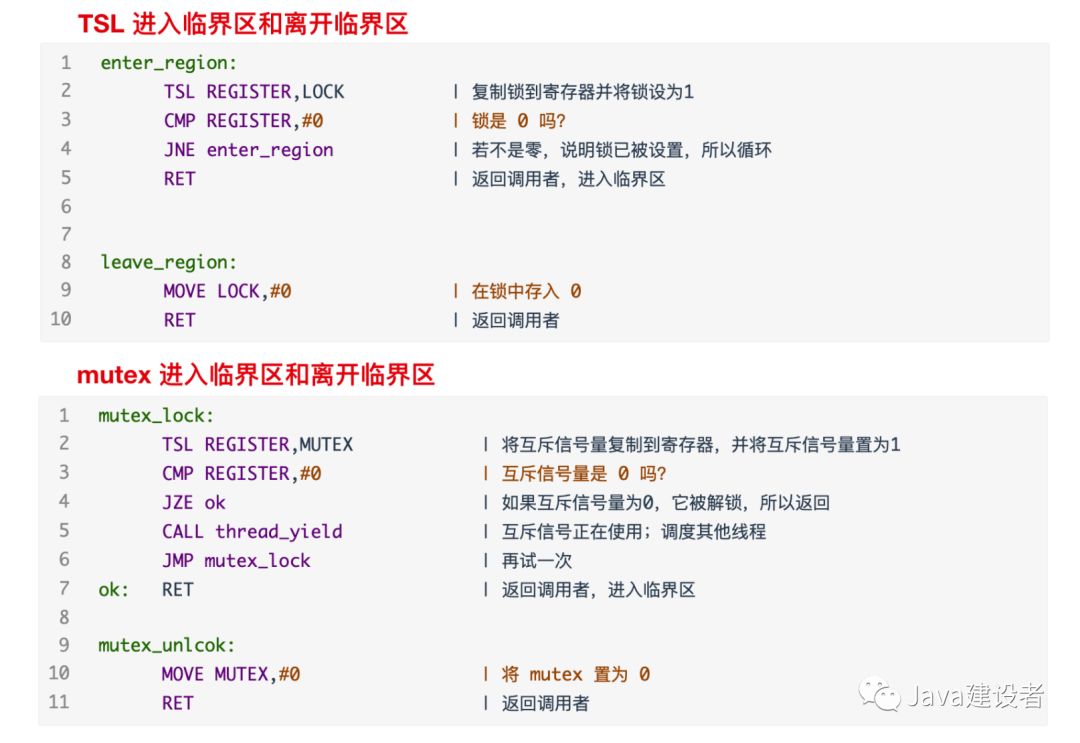 TSL 进入临界区和离开临界区
1 enter_region:
2 TSL REGISTER,LOCK | 复制锁到寄存器并将锁设为1
3 CMP REGISTER,#0 | 锁是 0 吗?
4 JNE enter_region | 若不是零，说明锁已被设置，所以循环
5 RET | 返回调用者，进入临界区
6
7
8 leave_region:
9 MOVE LOCK,#0 | 在锁中存入 0
10 RET | 返回调用者
mutex 进入临界区和离开临界区
1 mutex_lock:
2 TSL REGISTER,MUTEX | 将互斥信号量复制到寄存器，并将互斥信号量置为1
3 CMP REGISTER,#0 | 互斥信号量是 0 吗?
4 JZE ok | 如果互斥信号量为0，它被解锁，所以返回
5 CALL thread_yield | 互斥信号正在使用；调度其他线程
6 JMP mutex_lock | 再试一次
7 ok: RET | 返回调用者，进入临界区
8
9 mutex_unlcok:
10 MOVE MUTEX,#0 | 将 mutex 置为 0
11 RET | 返回调用者
Java建设者